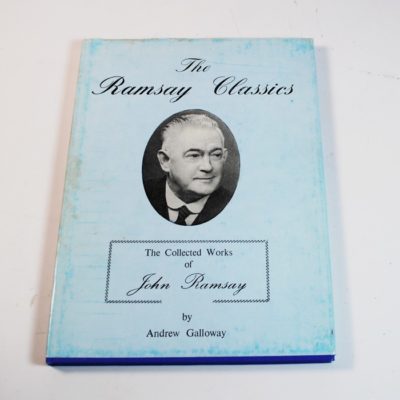 The
Ramsay Classics
The Collected Works
of
John Ramsay
by
Andrew Galloway